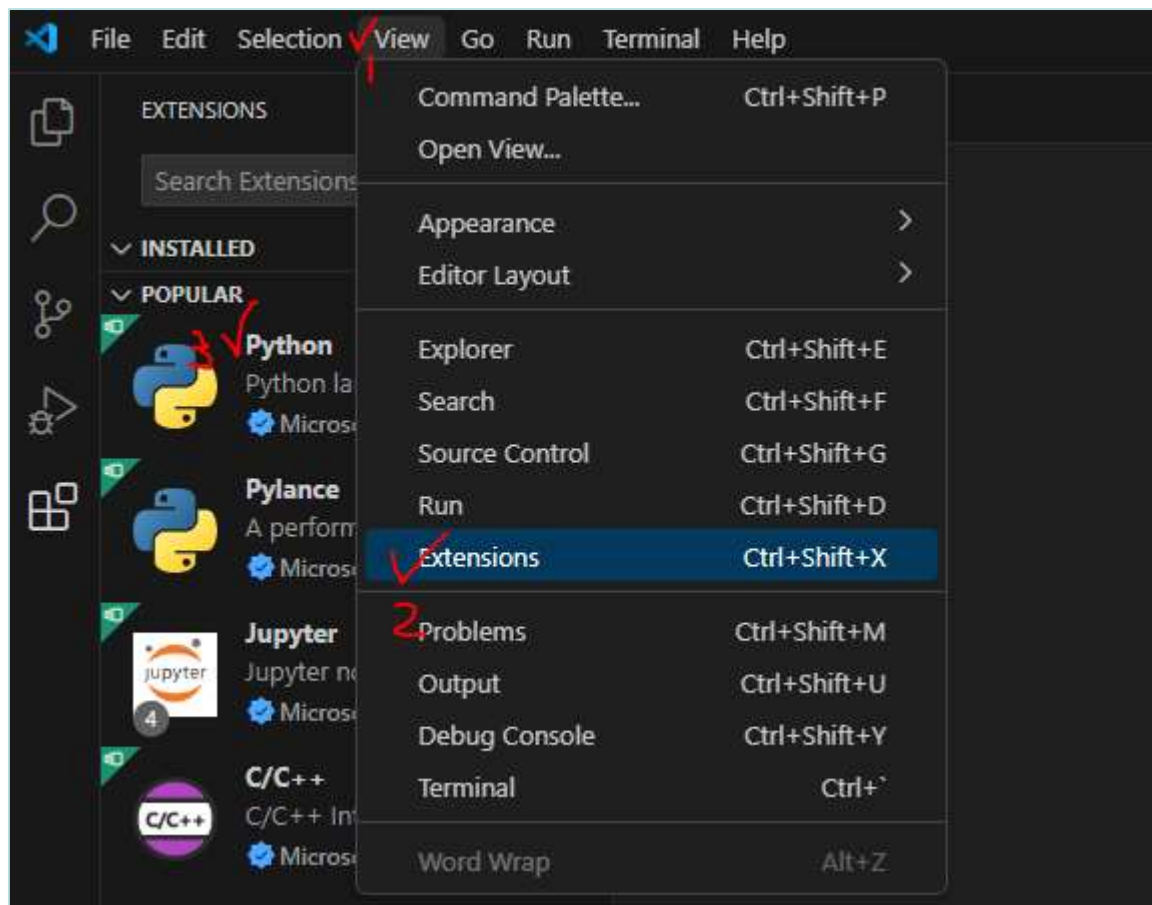 File Edit Selection View Go Run Terminal Help
1
EXTENSIONS
Search Extensions
INSTALLED
POPULAR
3
Python
Python la
Micros
Pylance
A perform
Micros
Jupyter
Jupyter
Jupyter n
Micros
4
C/C++
C/C++
C/C++ Int
Micros
Command Palette... Ctrl+Shift+P
Open View...
Appearance
Editor Layout
Explorer Ctrl+Shift+E
Search Ctrl+Shift+F
Source Control Ctrl+Shift+G
Run Ctrl+Shift+D
Extensions Ctrl+Shift+X
2
Problems Ctrl+Shift+M
Output Ctrl+Shift+U
Debug Console Ctrl+Shift+Y
Terminal Ctrl+`
Word Wrap Alt+Z